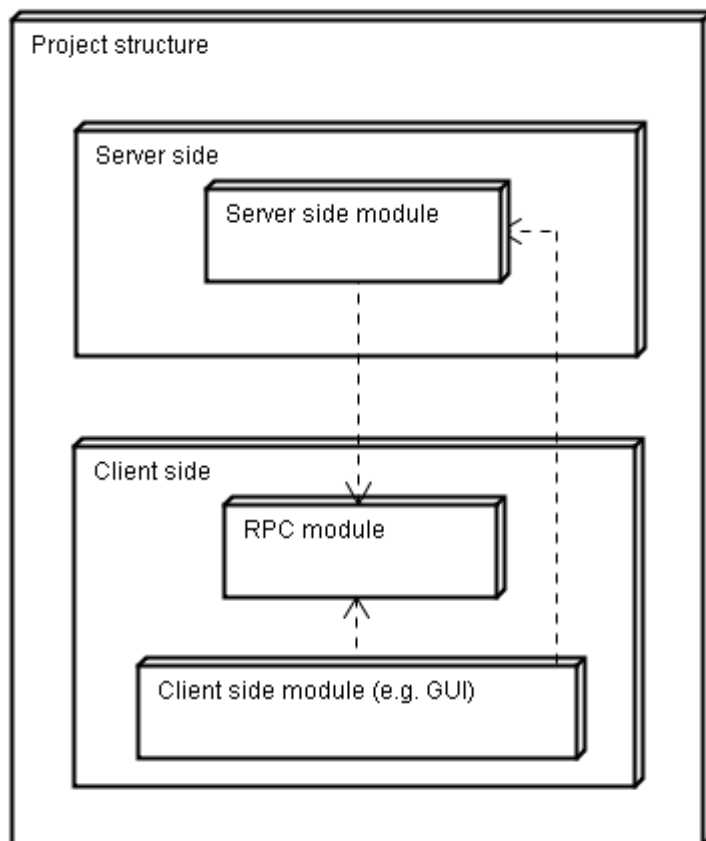 Project structure
Server side
Server side module
Client side
RPC module
Client side module (e.g. GUI)